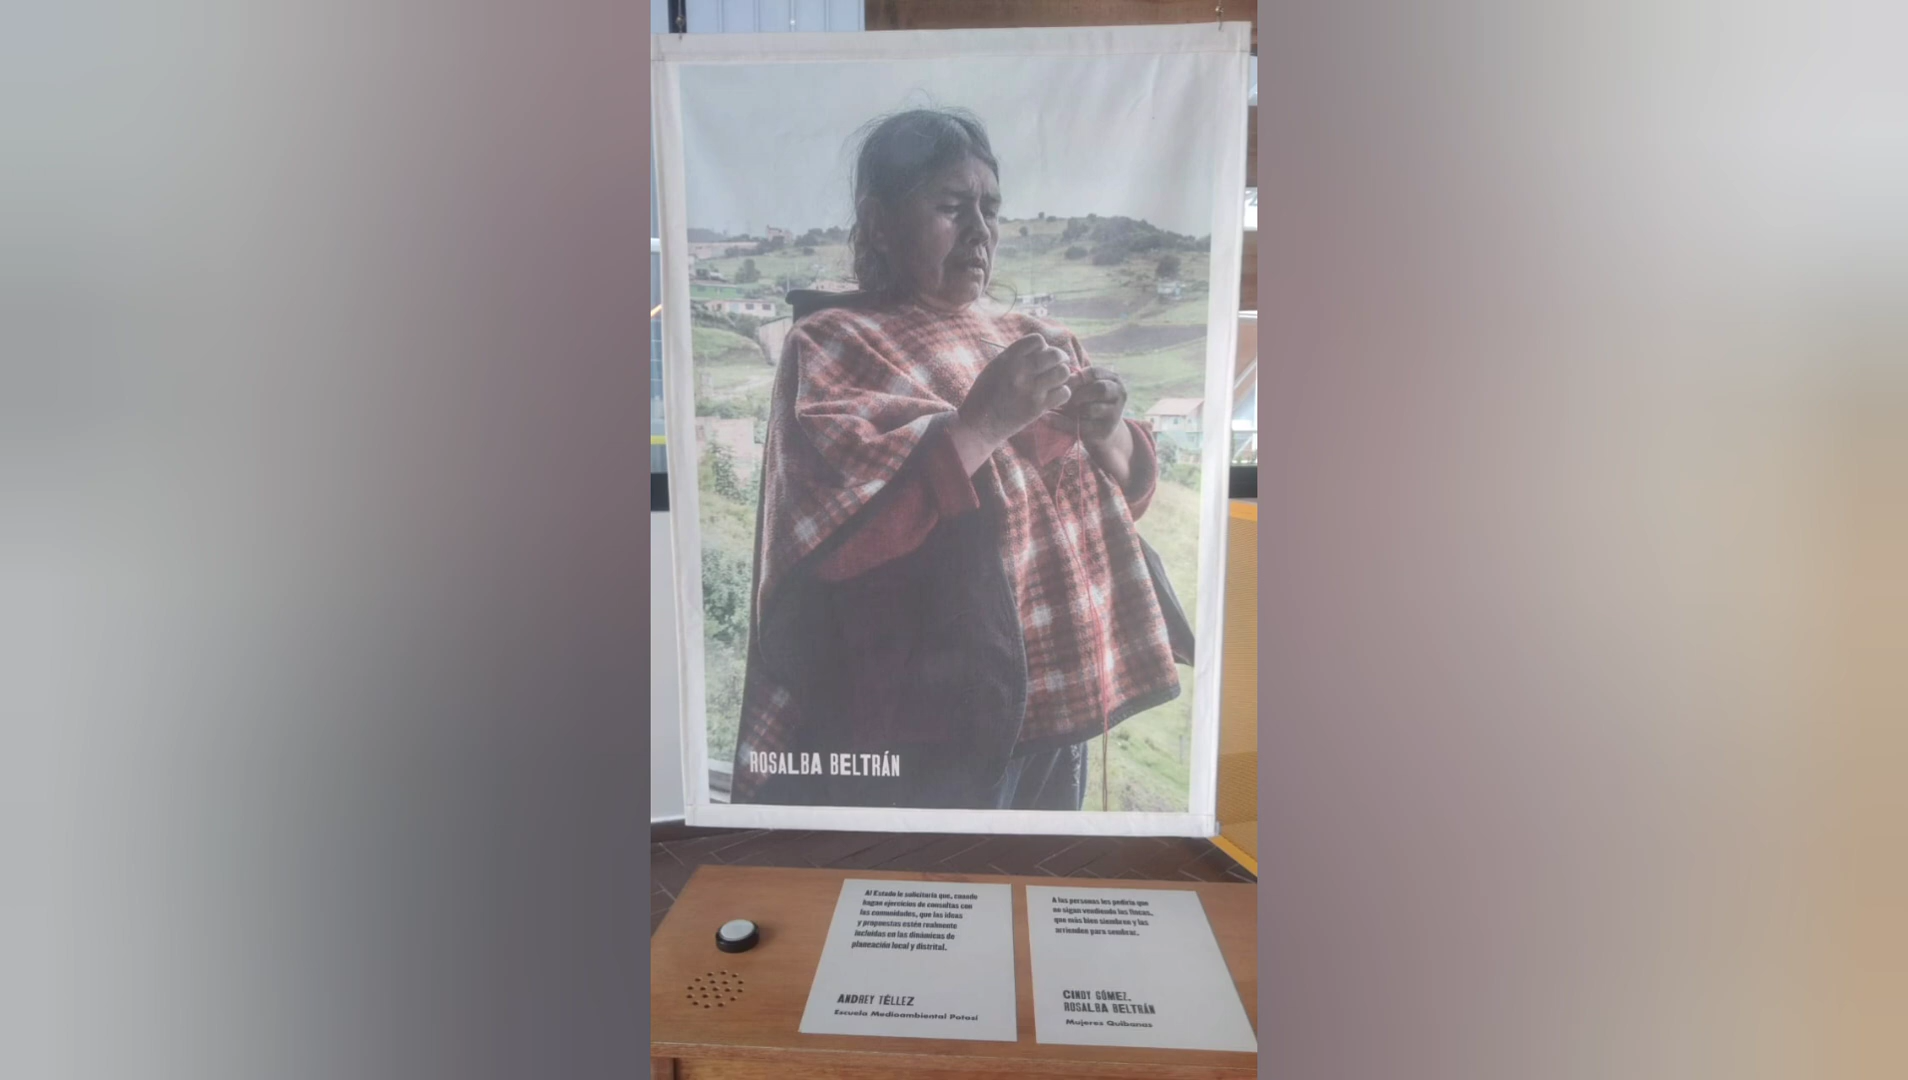 ROSALBA BELTRÁN
Al Estado le solicitaría que, cuando
hagan ejercicios de consultas con
las comunidades, que las ideas
y propuestas estén realmente
incluidas en las dinámicas de
planeación local y distrital.
ANDREY TÉLLEZ
Escuela Medioambiental Potosí
A las personas les pediría que
no sigan vendiendo las fincas,
que más bien siembren y las
arrienden para sembrar.
CINDY GÓMEZ,
ROSALBA BELTRÁN
Mujeres Quibanas